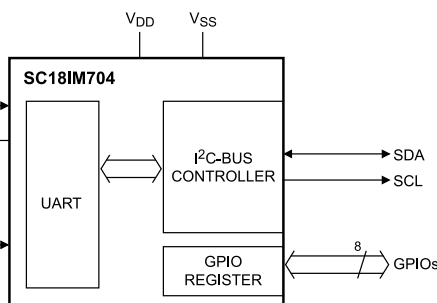 VDD VSS
SC18IM704
UART
I²C-BUS
CONTROLLER
SDA
SCL
GPIO
REGISTER
8
GPIOs